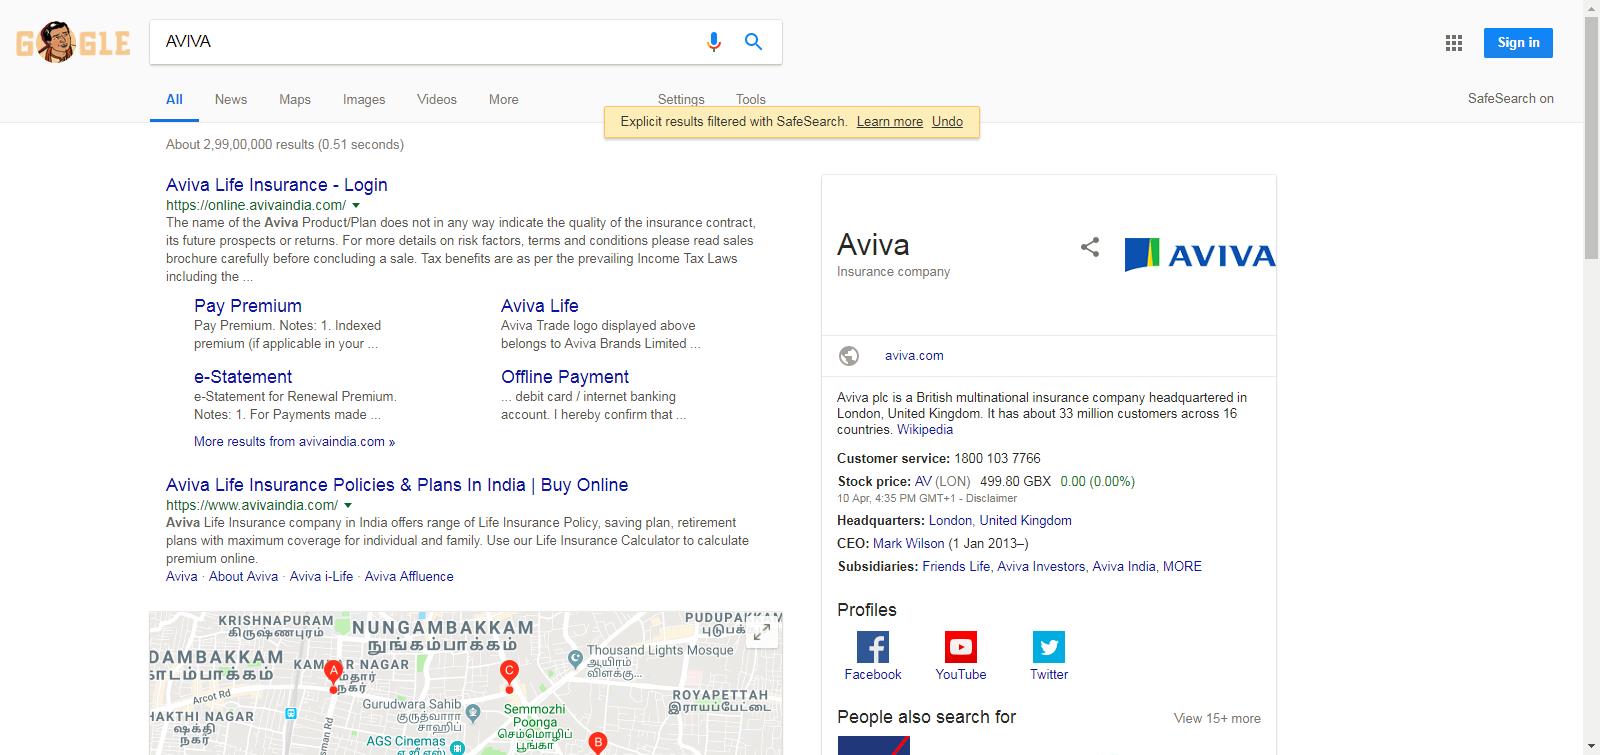 GOOGLE
AVIVA
Sign in
All News Maps Images Videos More Settings Tools
SafeSearch on
Explicit results filtered with SafeSearch. Learn more Undo
About 2,99,00,000 results (0.51 seconds)
Aviva Life Insurance - Login
https://online.avivaindia.com/
The name of the Aviva Product/Plan does not in any way indicate the quality of the insurance contract,
its future prospects or returns. For more details on risk factors, terms and conditions please read sales
brochure carefully before concluding a sale. Tax benefits are as per the prevailing Income Tax Laws
including the ...
Pay Premium
Pay Premium. Notes: 1. Indexed
premium (if applicable in your ...
Aviva Life
Aviva Trade logo displayed above
belongs to Aviva Brands Limited ...
e-Statement
e-Statement for Renewal Premium.
Notes: 1. For Payments made ...
Offline Payment
... debit card / internet banking
account. I hereby confirm that ...
More results from avivaindia.com »
Aviva Life Insurance Policies & Plans In India | Buy Online
https://www.avivaindia.com/
Aviva Life Insurance company in India offers range of Life Insurance Policy, saving plan, retirement
plans with maximum coverage for individual and family. Use our Life Insurance Calculator to calculate
premium online.
Aviva · About Aviva · Aviva i-Life · Aviva Affluence
KRISHNAPURAM
கிருஷ்ணபுரம்
NUNGAMBAKKAM
நுங்கம்பாக்கம்
PUDUPAKKAM
DAMBAKKAM
டம்பாக்கம்
NAGAR
நகர்
A
C
Thousand Lights Mosque
ஆயிரம்
விளக்கு...
Arcot Rd
ROYAPETTAH
இராயப்பேட்டை
HAKTHI NAGAR
ஷக்தி
நகர்
sman Rd
Gurudwara Sahib
குருத்வாரா
சாஹிப்
Semmozhi
Poonga
செம்மொழிப்
பூங்கா
AGS Cinemas
B
Aviva
Insurance company
AVIVA
aviva.com
Aviva plc is a British multinational insurance company headquartered in
London, United Kingdom. It has about 33 million customers across 16
countries. Wikipedia
Customer service: 1800 103 7766
Stock price: AV (LON) 499.80 GBX 0.00 (0.00%)
10 Apr, 4:35 PM GMT+1 - Disclaimer
Headquarters: London, United Kingdom
CEO: Mark Wilson (1 Jan 2013–)
Subsidiaries: Friends Life, Aviva Investors, Aviva India, MORE
Profiles
Facebook YouTube Twitter
People also search for
View 15+ more